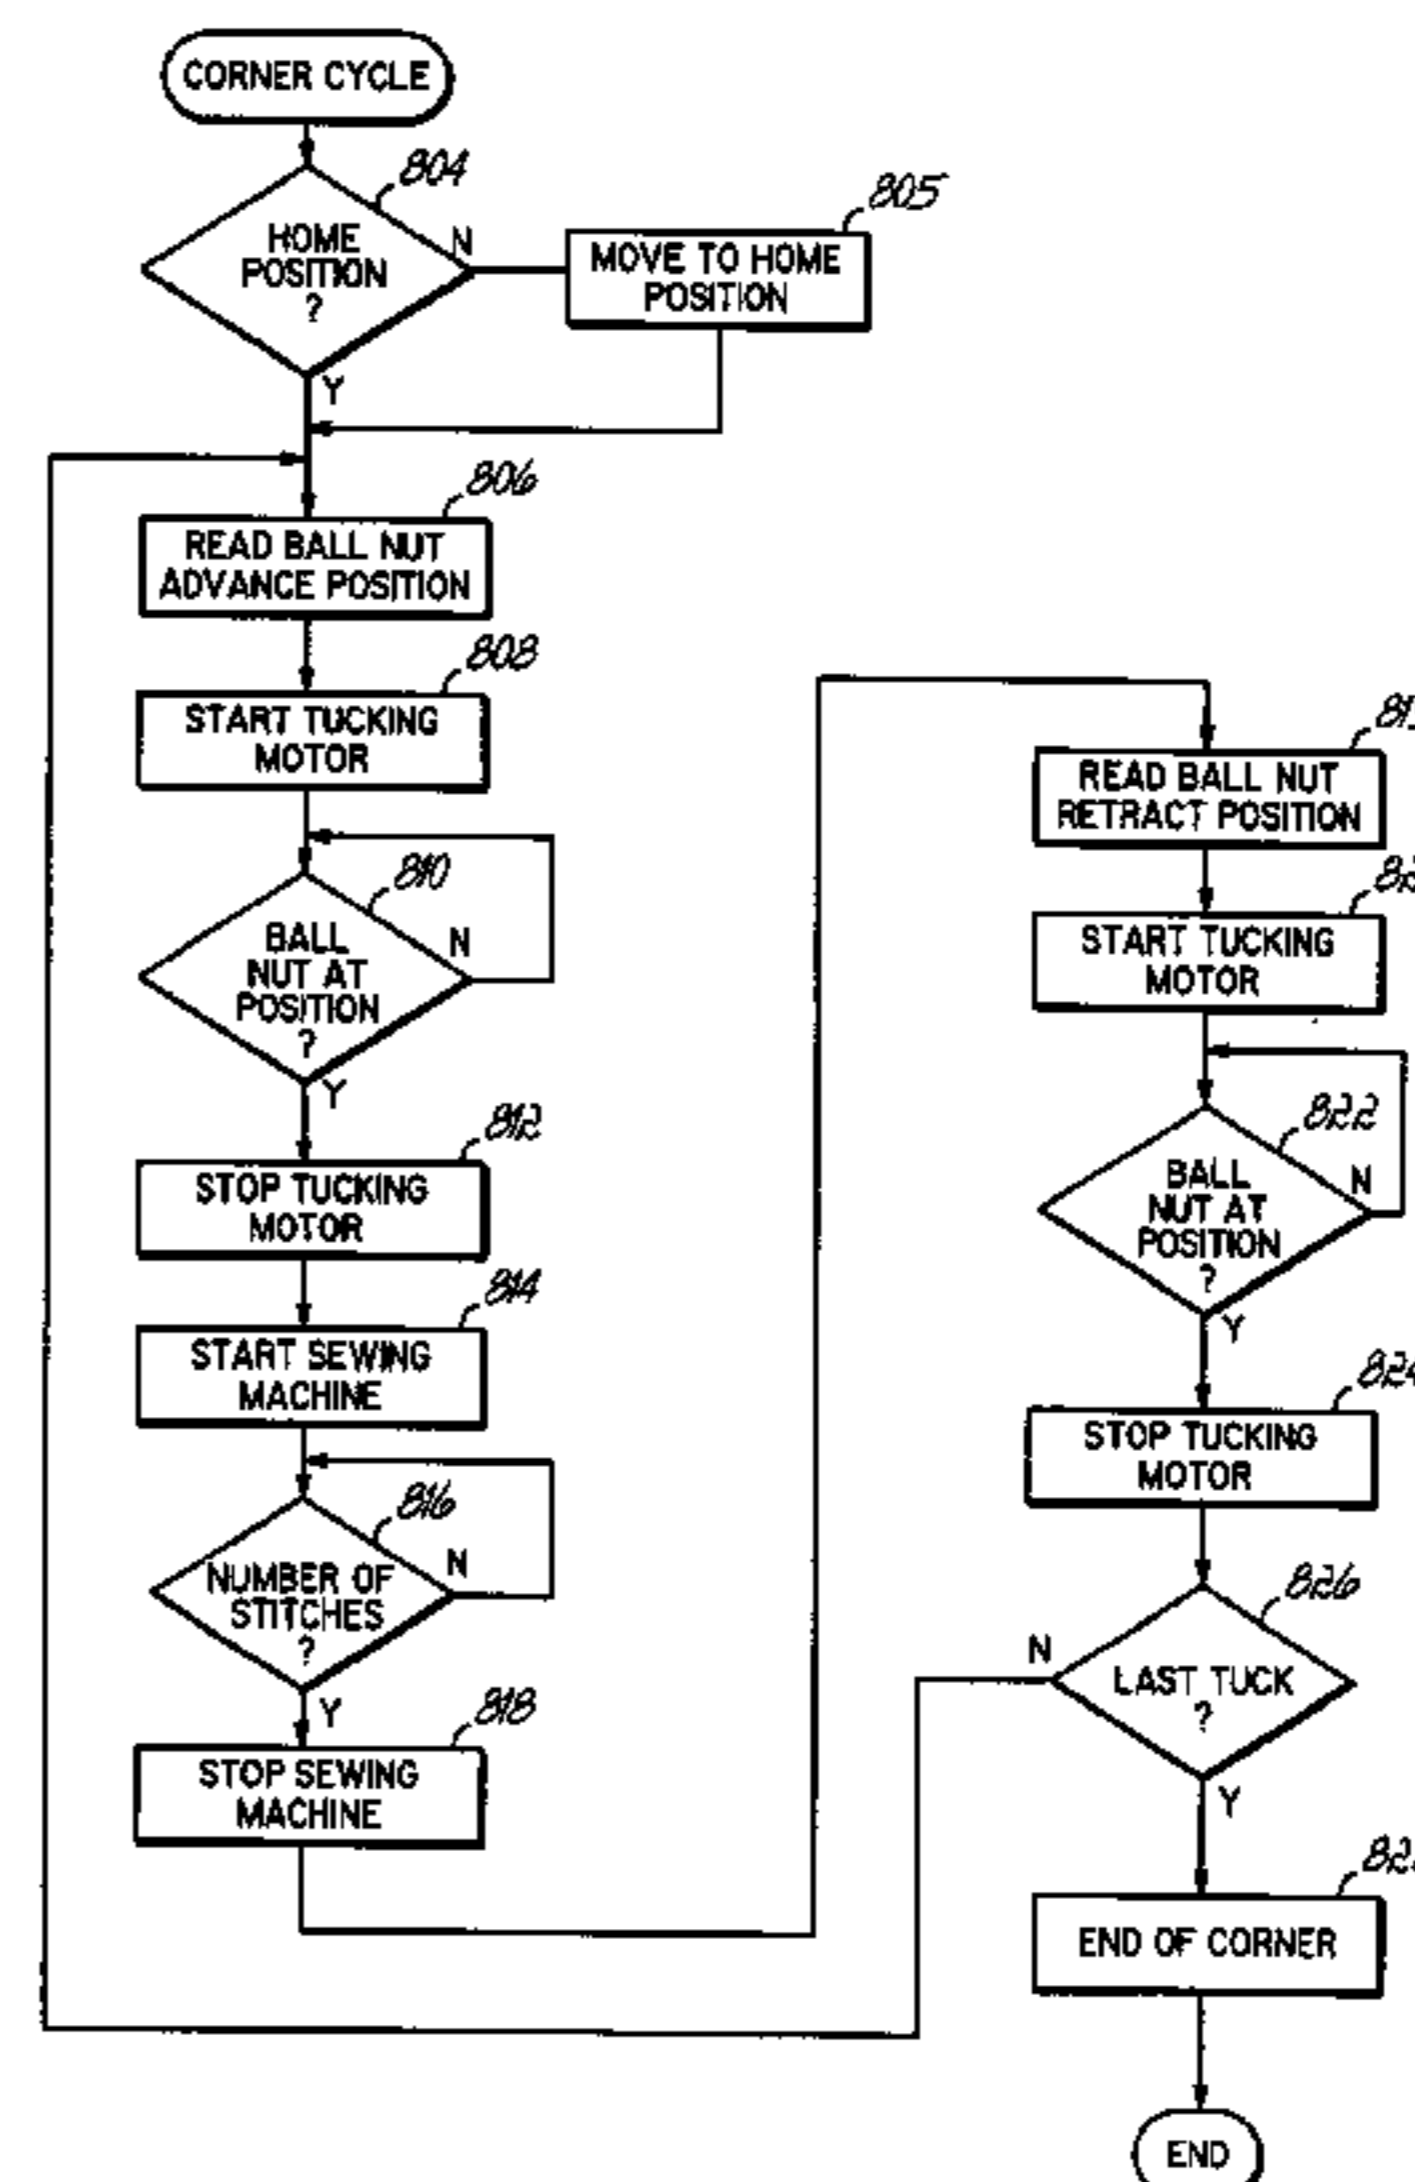 CORNER CYCLE
804
HOME
POSITION
?
N
Y
805
MOVE TO HOME
POSITION
806
READ BALL NUT
ADVANCE POSITION
808
START TUCKING
MOTOR
810
BALL
NUT AT
POSITION
?
N
Y
812
STOP TUCKING
MOTOR
814
START SEWING
MACHINE
816
NUMBER OF
STITCHES
?
N
Y
818
STOP SEWING
MACHINE
READ BALL NUT
RETRACT POSITION
START TUCKING
MOTOR
822
BALL
NUT AT
POSITION
?
N
Y
824
STOP TUCKING
MOTOR
826
LAST TUCK
?
N
Y
END OF CORNER
END